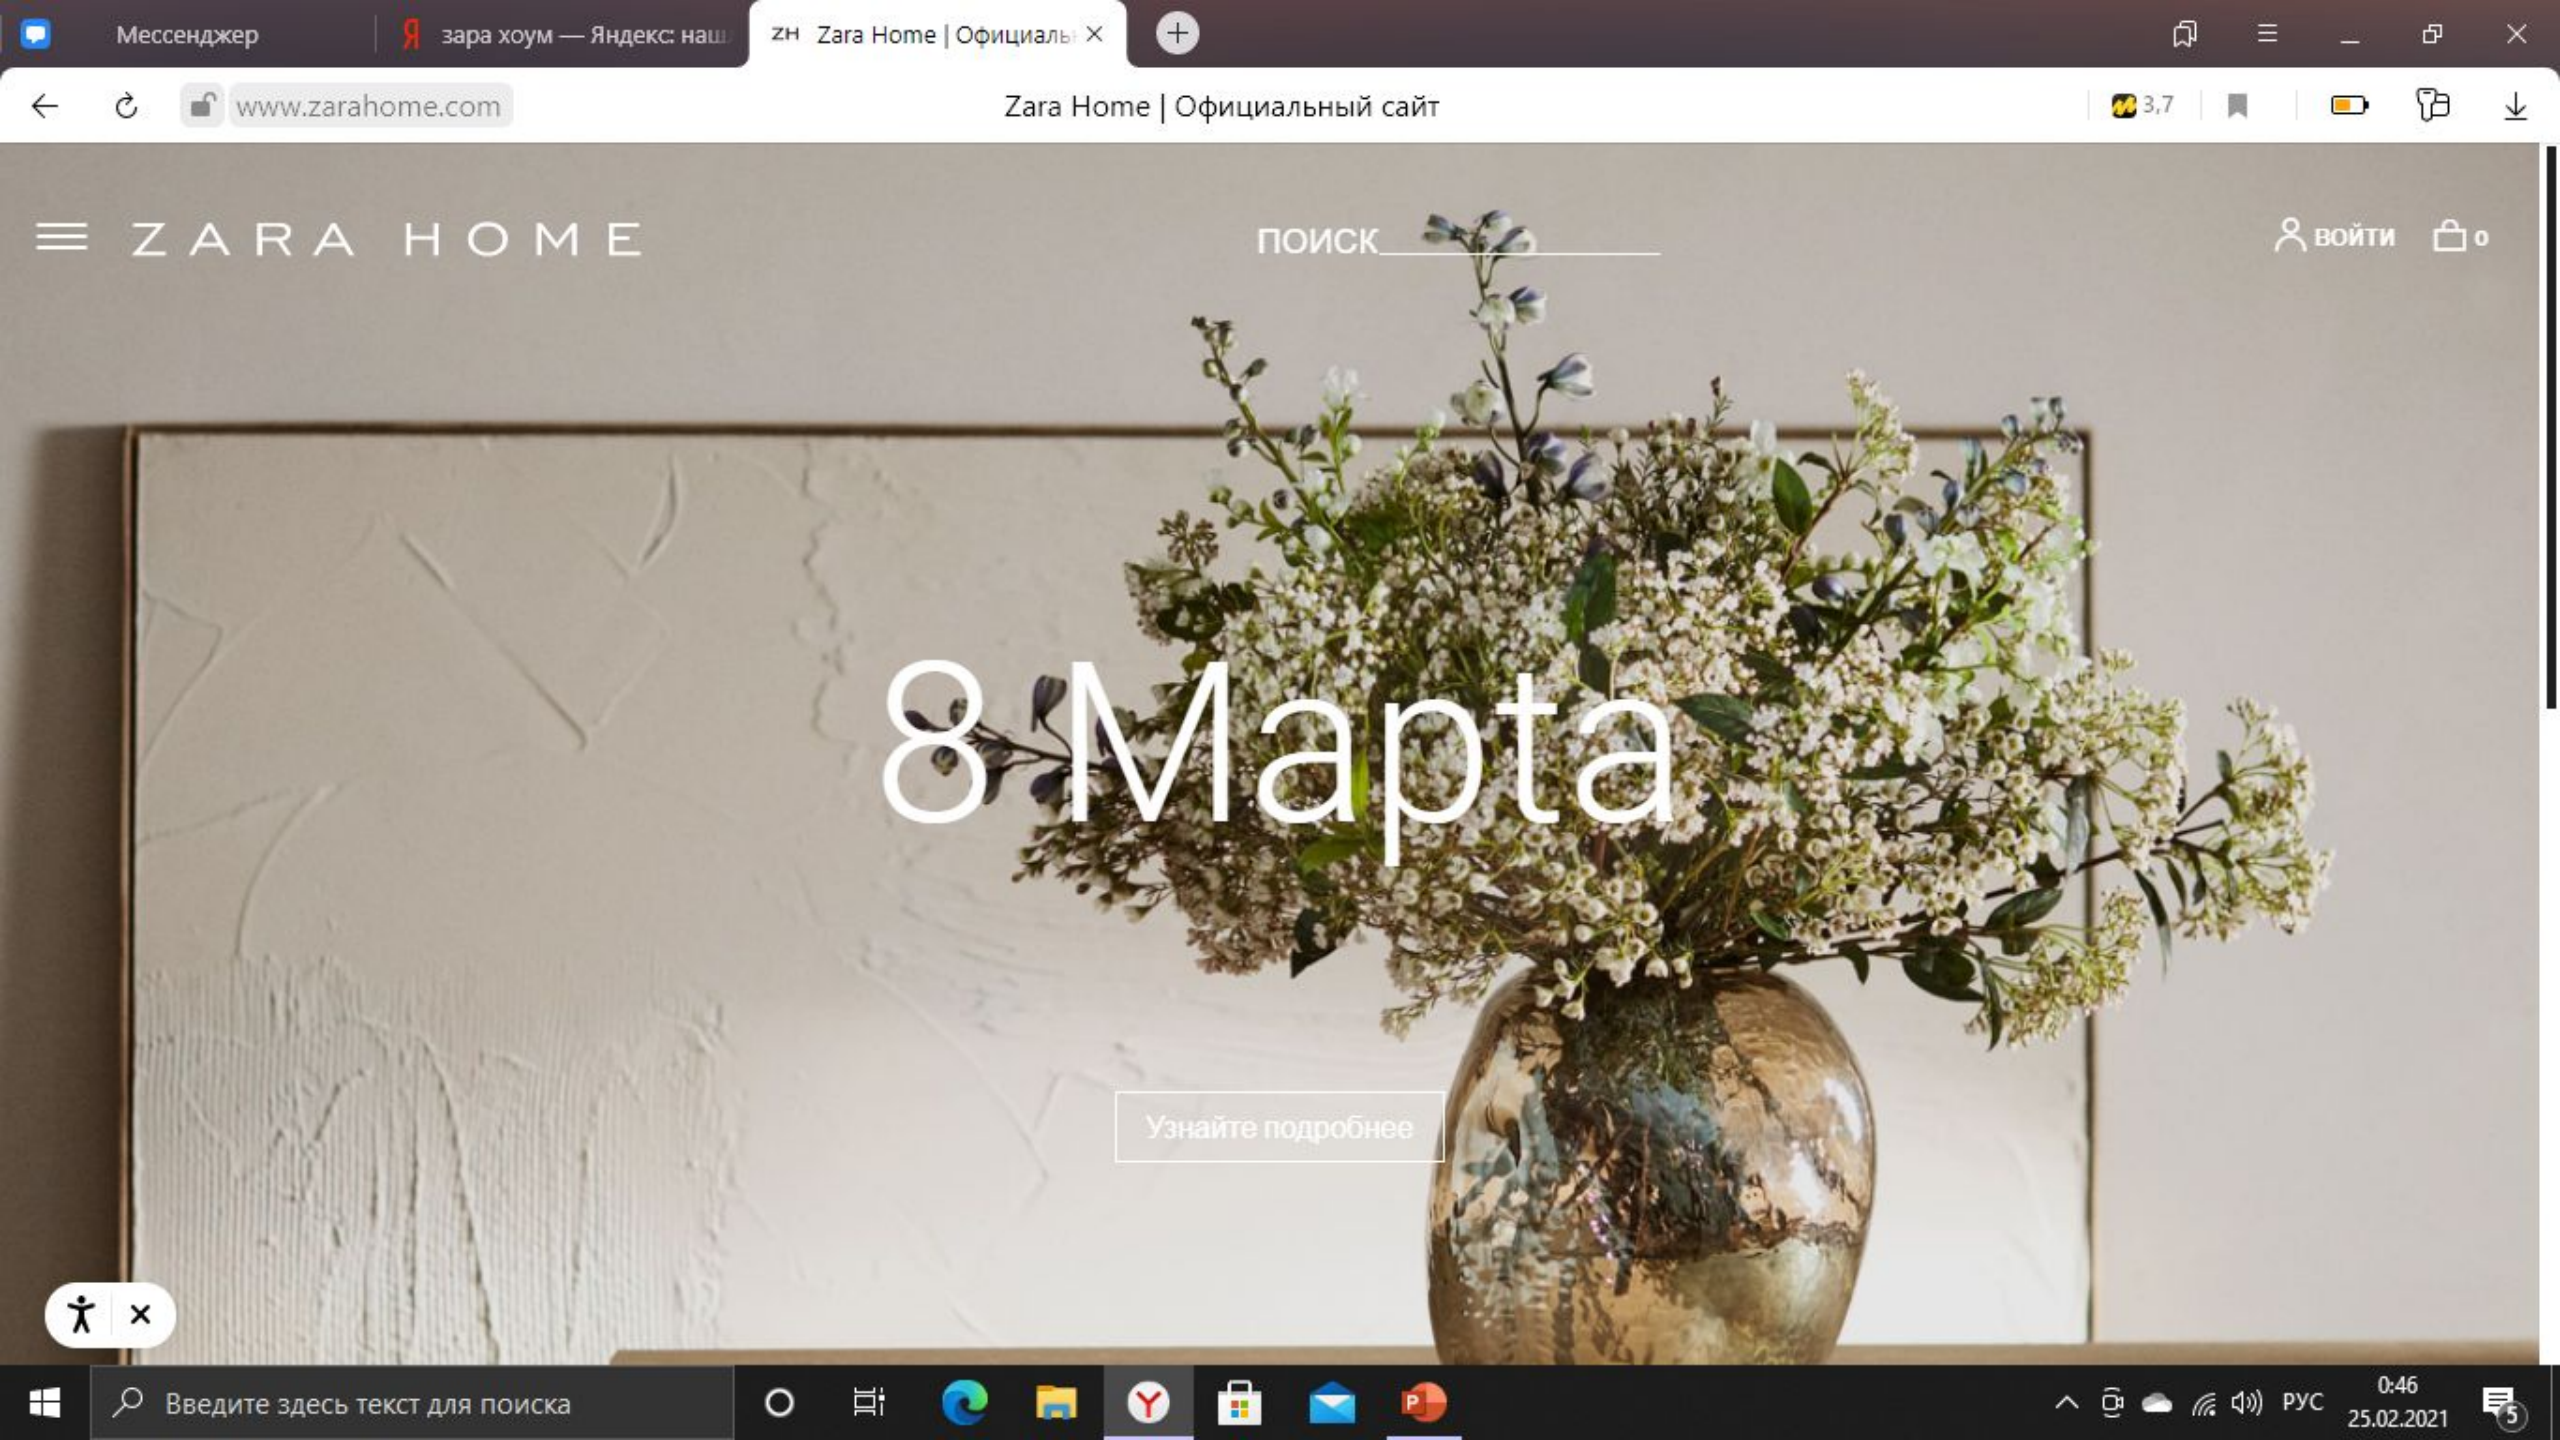 Мессенджер
зара хоум — Яндекс: наш
ZH Zara Home | Официаль
www.zarahome.com
Zara Home | Официальный сайт
3,7
ZARA HOME
ПОИСК
ВОЙТИ
0
8 Марта
Узнайте подробнее
Введите здесь текст для поиска
РУС
0:46
25.02.2021
5